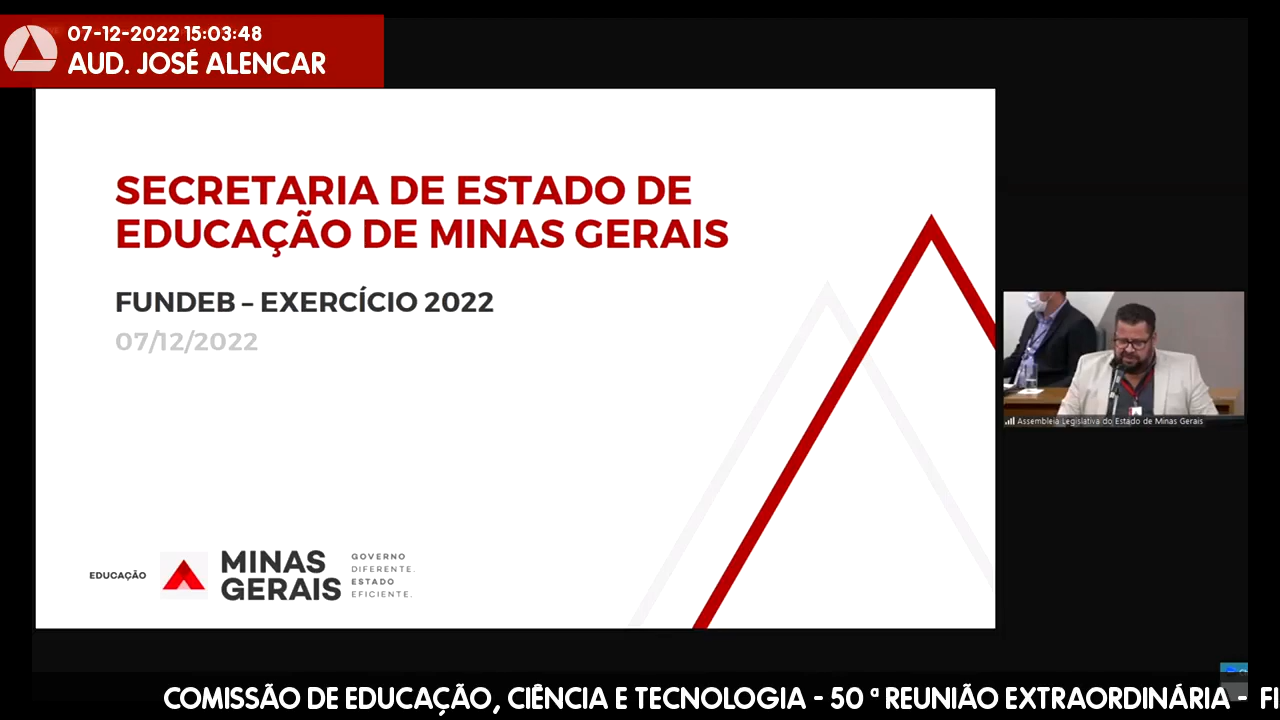 07-12-2022 15:03:48
AUD. JOSÉ ALENCAR
SECRETARIA DE ESTADO DE
EDUCAÇÃO DE MINAS GERAIS
FUNDEB – EXERCÍCIO 2022
07/12/2022
Assembleia Legislativa do Estado de Minas Gerais
EDUCAÇÃO
MINAS
GERAIS
GOVERNO
DIFERENTE.
ESTADO
EFICIENTE.
COMISSÃO DE EDUCAÇÃO, CIÊNCIA E TECNOLOGIA - 50 ª REUNIÃO EXTRAORDINÁRIA - FI